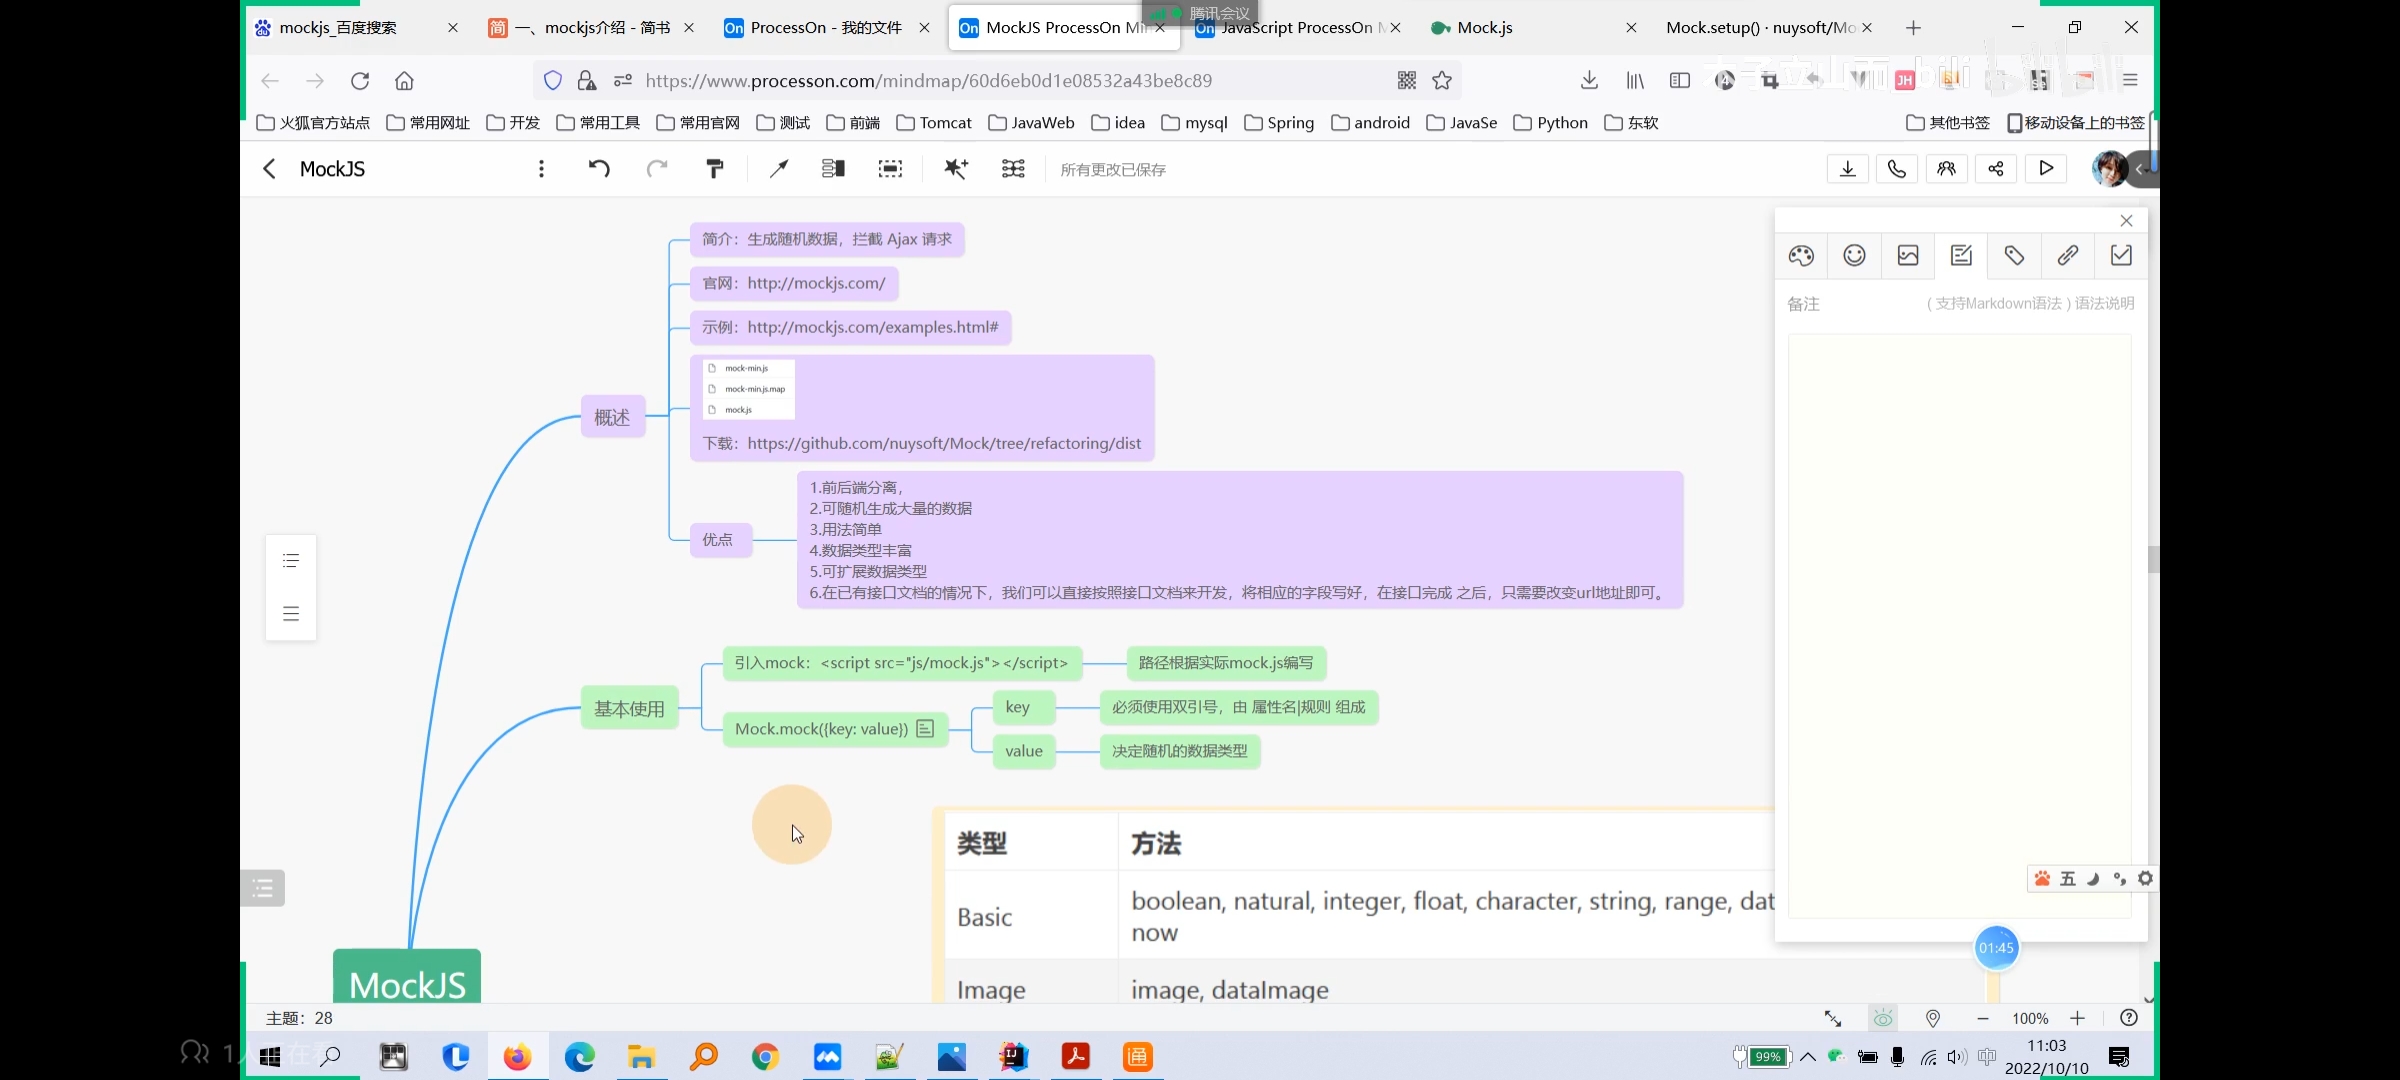 腾讯会议
mockjs_百度搜索
一、mockjs介绍 - 简书
ProcessOn - 我的文件
MockJS ProcessOn Mi
JavaScript ProcessOn M
Mock.js
Mock.setup() · nuysoft/Mo
https://www.processon.com/mindmap/60d6eb0d1e08532a43be8c89
木子立山而_bili
火狐官方站点
常用网址
开发
常用工具
常用官网
测试
前端
Tomcat
JavaWeb
idea
mysql
Spring
android
JavaSe
Python
东软
其他书签
移动设备上的书签
MockJS
所有更改已保存
简介：生成随机数据，拦截 Ajax 请求
官网：http://mockjs.com/
示例：http://mockjs.com/examples.html#
mock-min.js
mock-min.js.map
mock.js
下载：https://github.com/nuysoft/Mock/tree/refactoring/dist
概述
优点
1.前后端分离，
2.可随机生成大量的数据
3.用法简单
4.数据类型丰富
5.可扩展数据类型
6.在已有接口文档的情况下，我们可以直接按照接口文档来开发，将相应的字段写好，在接口完成 之后，只需要改变url地址即可。
引入mock：<script src="js/mock.js"></script>
路径根据实际mock.js编写
基本使用
Mock.mock({key: value})
key
必须使用双引号，由 属性名|规则 组成
value
决定随机的数据类型
备注
( 支持Markdown语法 ) 语法说明
类型
方法
Basic
boolean, natural, integer, float, character, string, range, dat
now
Image
image, dataImage
MockJS
五
01:45
主题：28
100%
99%
中
11:03
2022/10/10